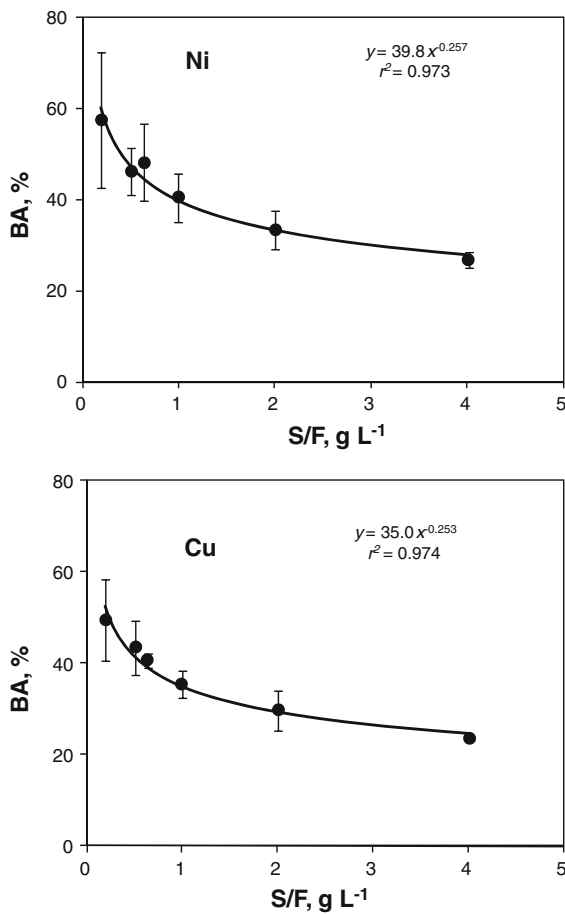 80
Ni
y = 39.8 x⁻⁰·²⁵⁷
r² = 0.973
60
BA, %
40
20
0
0 1 2 3 4 5
S/F, g L⁻¹
80
Cu
y = 35.0 x⁻⁰·²⁵³
r² = 0.974
60
BA, %
40
20
0
0 1 2 3 4 5
S/F, g L⁻¹